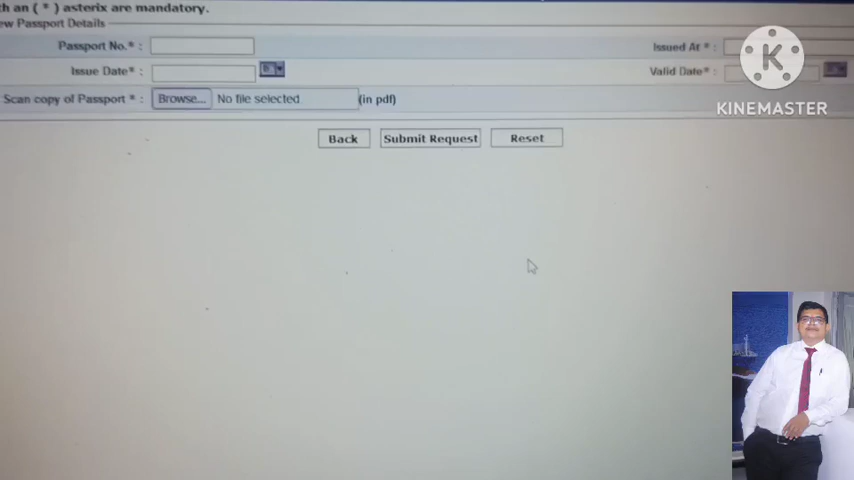 th an ( * ) asterix are mandatory.
ew Passport Details
Passport No.* :
Issued At * :
Issue Date* :
Valid Date* :
Scan copy of Passport * :
Browse... No file selected (in pdf)
Back Submit Request Reset
K
KINEMASTER